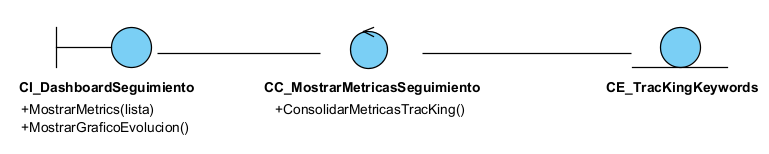 CI_DashboardSeguimiento
+MostrarMetrics(lista)
+MostrarGraficoEvolucion()
CC_MostrarMetricasSeguimiento
+ConsolidarMetricasTracKing()
CE_TracKingKeywords